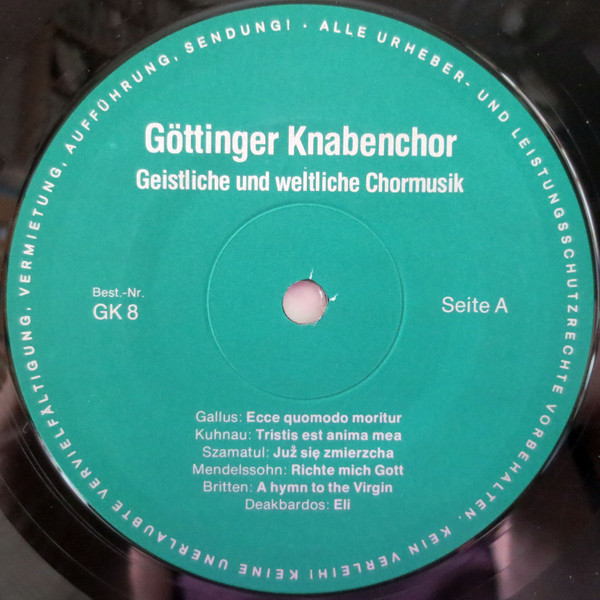 ALLE URHEBER- UND LEISTUNGSSCHUTZRECHTE VORBEHALTEN. KEIN VERLEIH! KEINE UNERLAUBTE VERVIELFÄLTIGUNG, VERMIETUNG, AUFFÜHRUNG, SENDUNG! ·
Göttinger Knabenchor
Geistliche und weltliche Chormusik
Best.-Nr.
GK 8
Seite A
Gallus: Ecce quomodo moritur
Kuhnau: Tristis est anima mea
Szamatul: Już się zmierzcha
Mendelssohn: Richte mich Gott
Britten: A hymn to the Virgin
Deakbardos: Eli